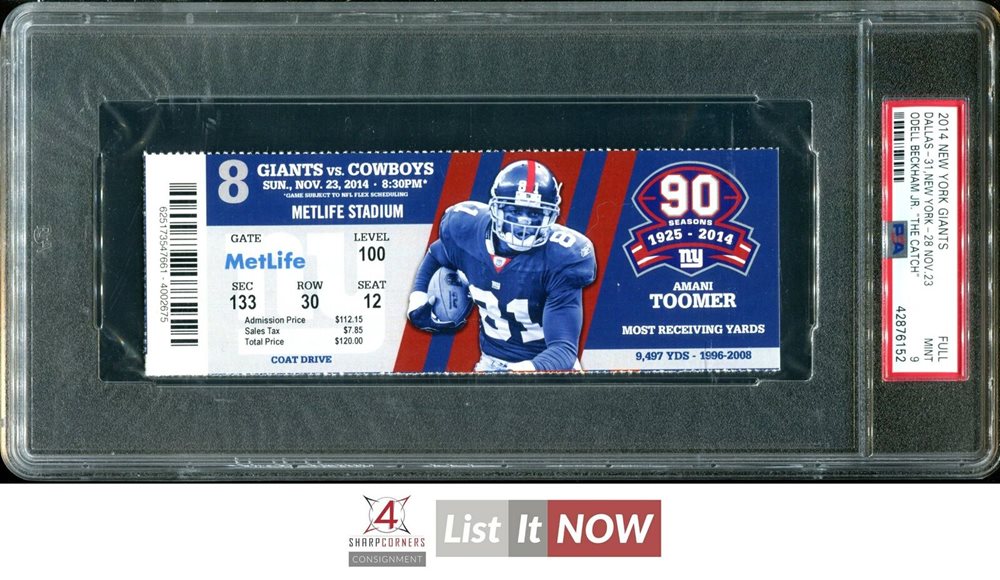 8
GIANTS vs. COWBOYS
SUN., NOV. 23, 2014 · 8:30PM*
*GAME SUBJECT TO NFL FLEX SCHEDULING
METLIFE STADIUM
GATE
MetLife
LEVEL
100
SEC ROW SEAT
133 30 12
Admission Price $112.15
Sales Tax $7.85
Total Price $120.00
COAT DRIVE
625173547661 - 4002675
81
81
90
SEASONS
1925 - 2014
ny
AMANI
TOOMER
MOST RECEIVING YARDS
9,497 YDS - 1996-2008
2014 NEW YORK GIANTS FULL
DALLAS - 31, NEW YORK - 28 NOV.23 MINT
ODELL BECKHAM JR. "THE CATCH" 9
PSA
42876152
4
SHARPCORNERS
CONSIGNMENT
List It NOW